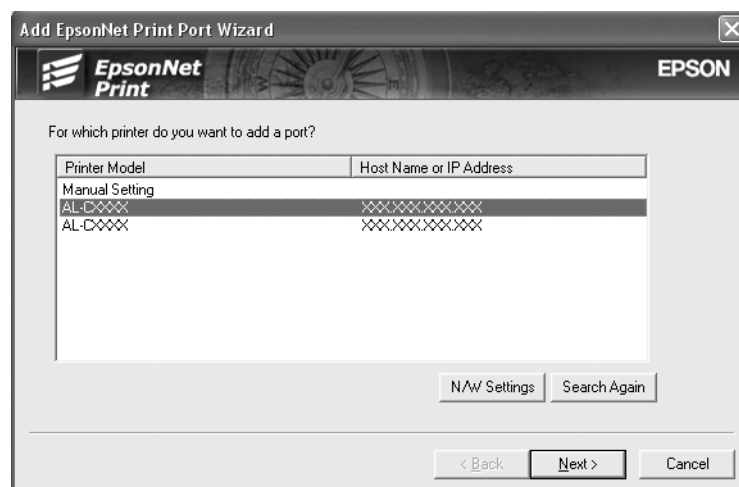 Add EpsonNet Print Port Wizard
EpsonNet
Print
EPSON
For which printer do you want to add a port?
Printer Model Host Name or IP Address
Manual Setting
AL-CXXXX XXX.XXX.XXX.XXX
AL-CXXXX XXX.XXX.XXX.XXX
N/W Settings Search Again
< Back Next > Cancel